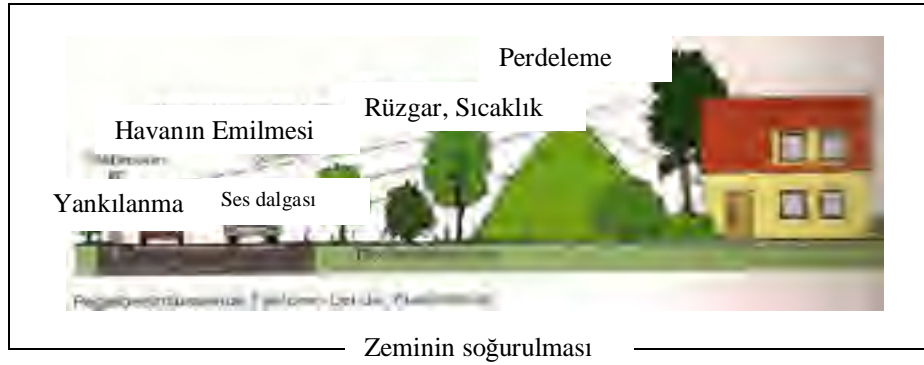 Perdeleme
Rüzgar, Sıcaklık
Havanın Emilmesi
Yankılanma
Ses dalgası
Zeminin soğurulması